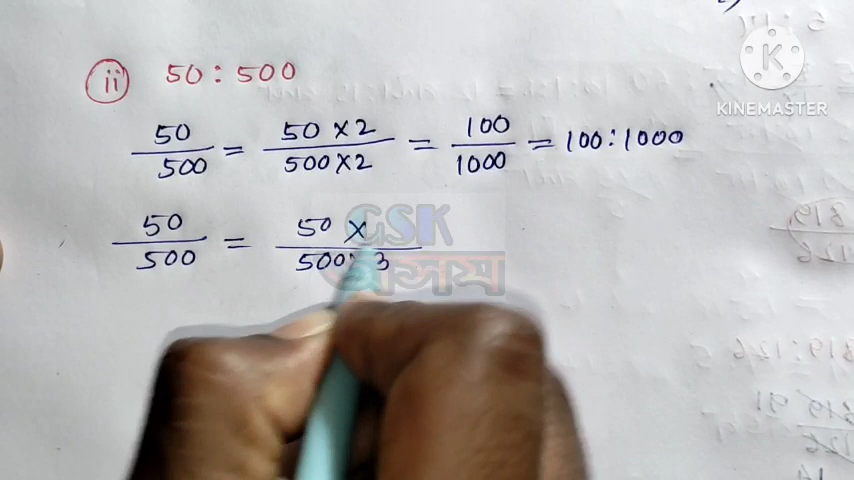 KINEMASTER
ii 50 : 500
50/500 = 50 × 2/500 × 2 = 100/1000 = 100 : 1000
50/500 = 50 ×/500 × 3
GSK